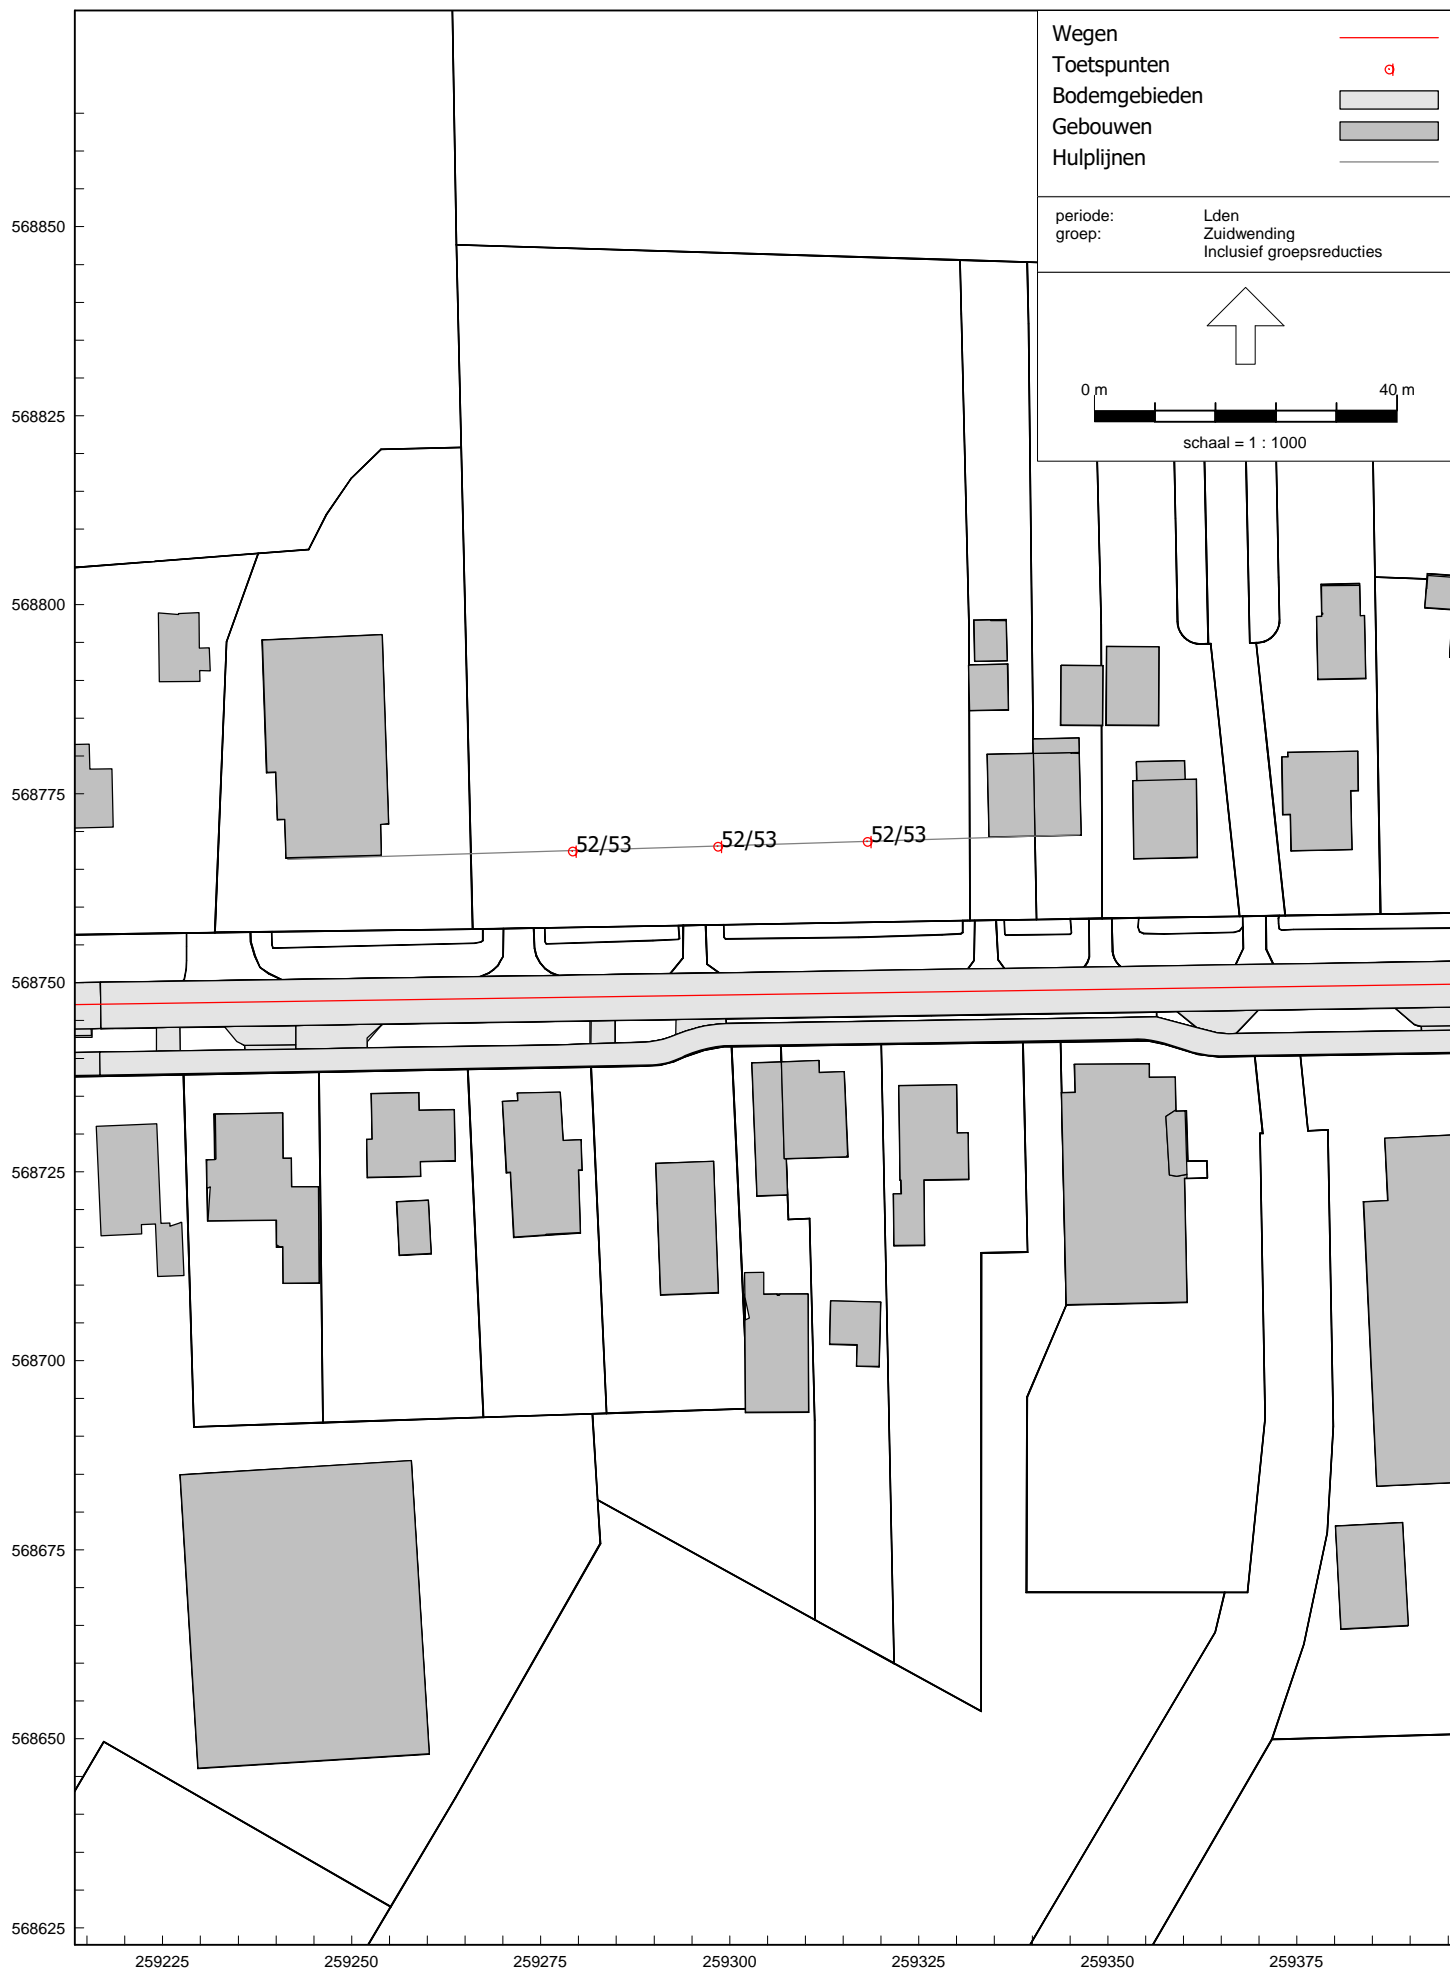 Wegen
Toetspunten
Bodemgebieden
Gebouwen
Hulplijnen
periode: Lden
groep: Zuidwending
Inclusief groepsreducties
0 m 40 m
schaal = 1 : 1000
568850
568825
568800
568775
52/53 52/53 52/53
568750
568725
568700
568675
568650
568625
259225 259250 259275 259300 259325 259350 259375